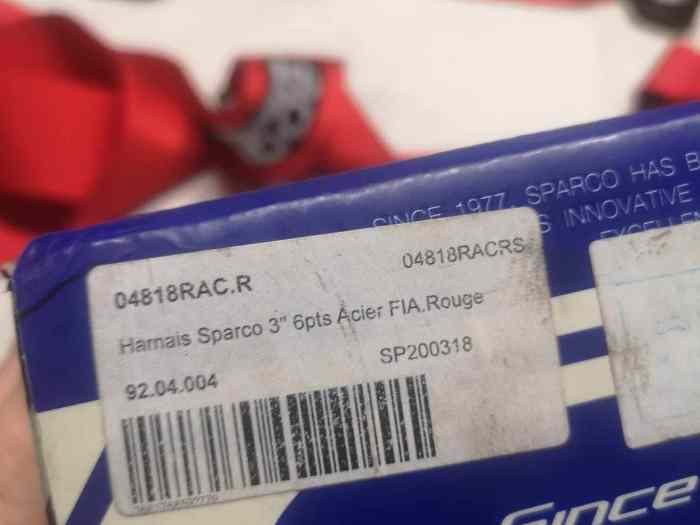 SINCE 1977, SPARCO HAS B
S INNOVATIVE
EXCELLE
04818RAC.R
04818RACRS
Harnais Sparco 3" 6pts Acier FIA.Rouge
92.04.004
SP200318
Since